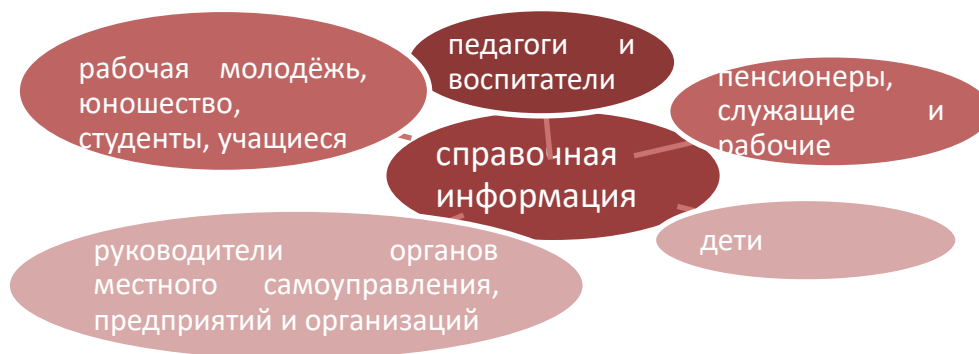 педагоги и
воспитатели
рабочая молодёжь,
юношество,
студенты, учащиеся
пенсионеры,
служащие и
рабочие
справочная
информация
руководители органов
местного самоуправления,
предприятий и организаций
дети